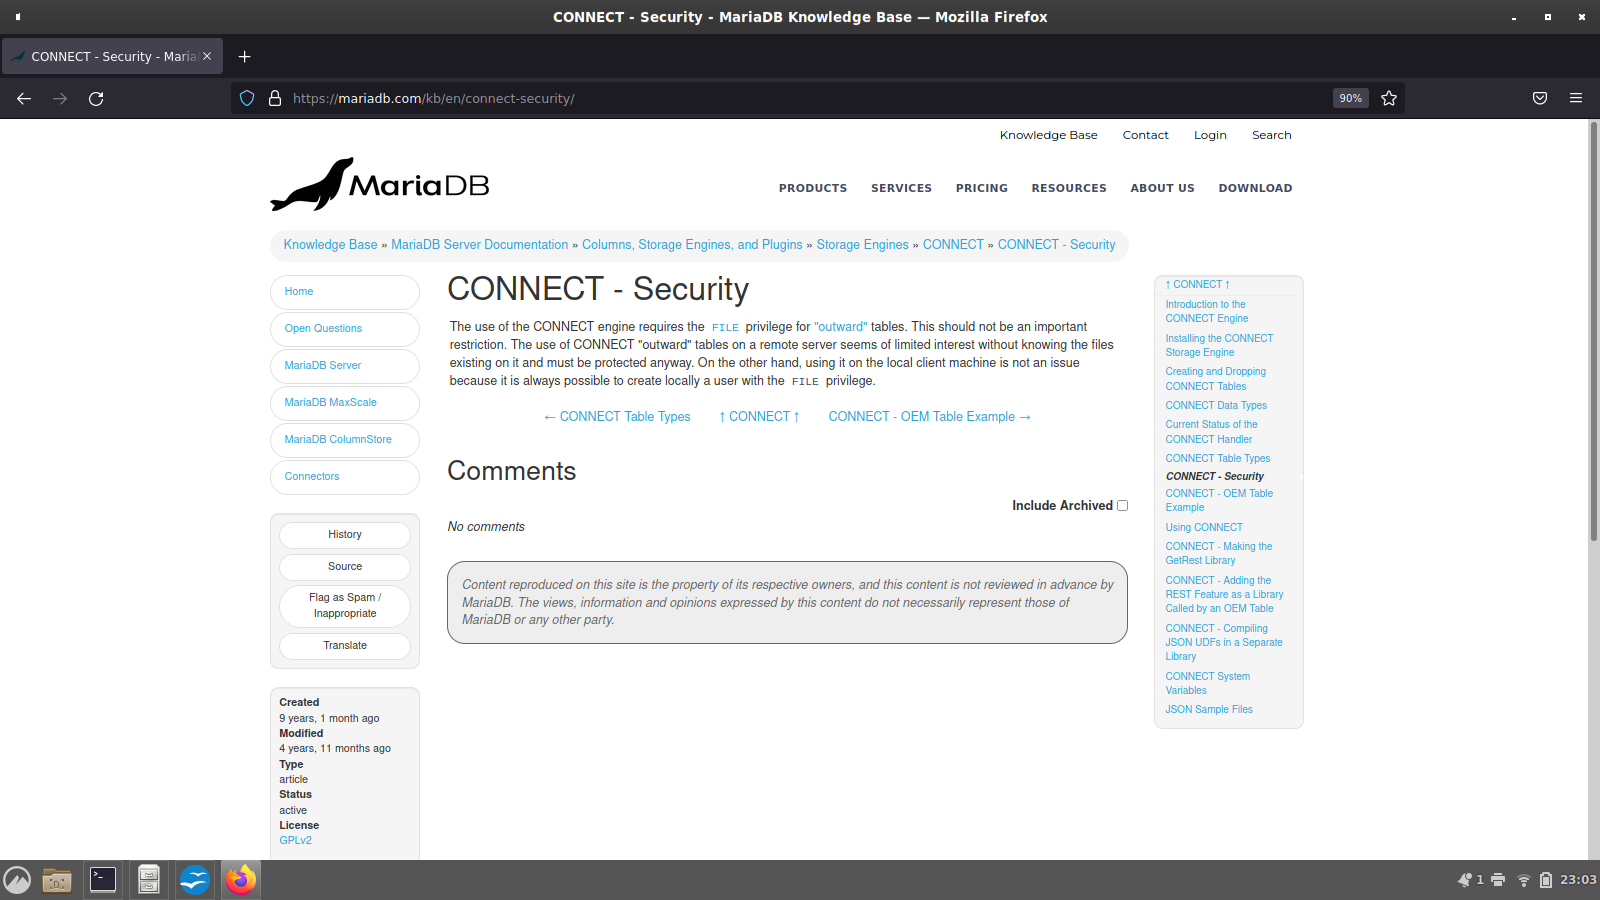 CONNECT - Security - MariaDB Knowledge Base — Mozilla Firefox
CONNECT - Security - Maria
https://mariadb.com/kb/en/connect-security/
90%
Knowledge Base Contact Login Search
MariaDB
PRODUCTS SERVICES PRICING RESOURCES ABOUT US DOWNLOAD
Knowledge Base » MariaDB Server Documentation » Columns, Storage Engines, and Plugins » Storage Engines » CONNECT » CONNECT - Security
Home
Open Questions
MariaDB Server
MariaDB MaxScale
MariaDB ColumnStore
Connectors
History
Source
Flag as Spam /
Inappropriate
Translate
Created
9 years, 1 month ago
Modified
4 years, 11 months ago
Type
article
Status
active
License
GPLv2
CONNECT - Security
The use of the CONNECT engine requires the FILE privilege for "outward" tables. This should not be an important
restriction. The use of CONNECT "outward" tables on a remote server seems of limited interest without knowing the files
existing on it and must be protected anyway. On the other hand, using it on the local client machine is not an issue
because it is always possible to create locally a user with the FILE privilege.
← CONNECT Table Types ↑ CONNECT ↑ CONNECT - OEM Table Example →
Comments
Include Archived
No comments
Content reproduced on this site is the property of its respective owners, and this content is not reviewed in advance by
MariaDB. The views, information and opinions expressed by this content do not necessarily represent those of
MariaDB or any other party.
↑ CONNECT ↑
Introduction to the
CONNECT Engine
Installing the CONNECT
Storage Engine
Creating and Dropping
CONNECT Tables
CONNECT Data Types
Current Status of the
CONNECT Handler
CONNECT Table Types
CONNECT - Security
CONNECT - OEM Table
Example
Using CONNECT
CONNECT - Making the
GetRest Library
CONNECT - Adding the
REST Feature as a Library
Called by an OEM Table
CONNECT - Compiling
JSON UDFs in a Separate
Library
CONNECT System
Variables
JSON Sample Files
1
23:03